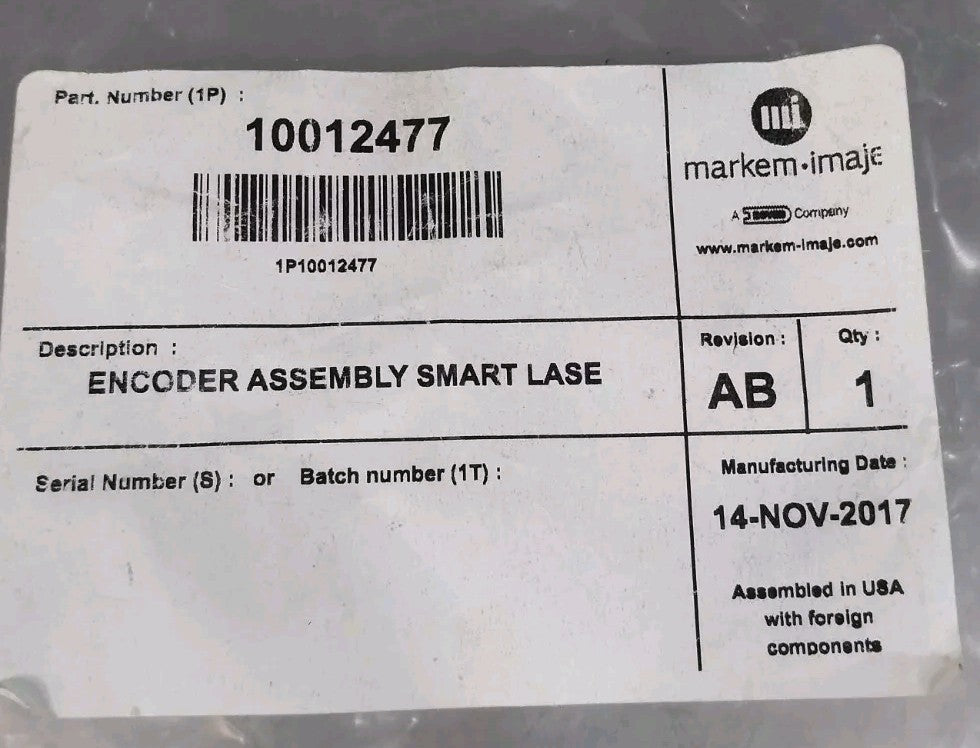 Part. Number (1P) :
10012477
1P10012477
mi
markem•imaje
A DOVER Company
www.markem-imaje.com
Description :
ENCODER ASSEMBLY SMART LASE
Revision :
AB
Qty :
1
Serial Number (S) : or Batch number (1T) :
Manufacturing Date :
14-NOV-2017
Assembled in USA
with foreign
components